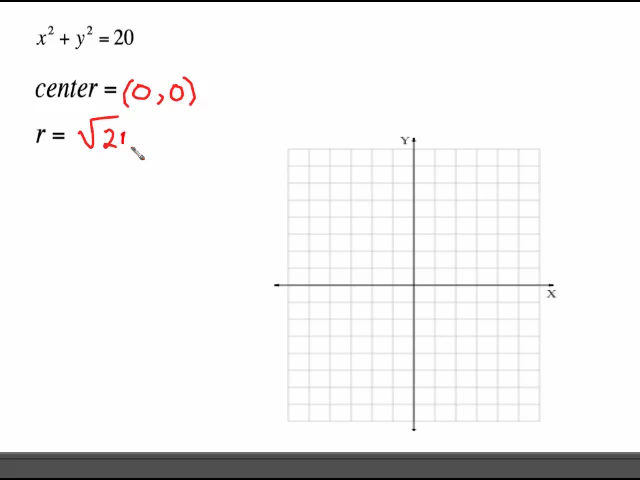 x² + y² = 20
center = (0, 0)
r = √2
Y
X